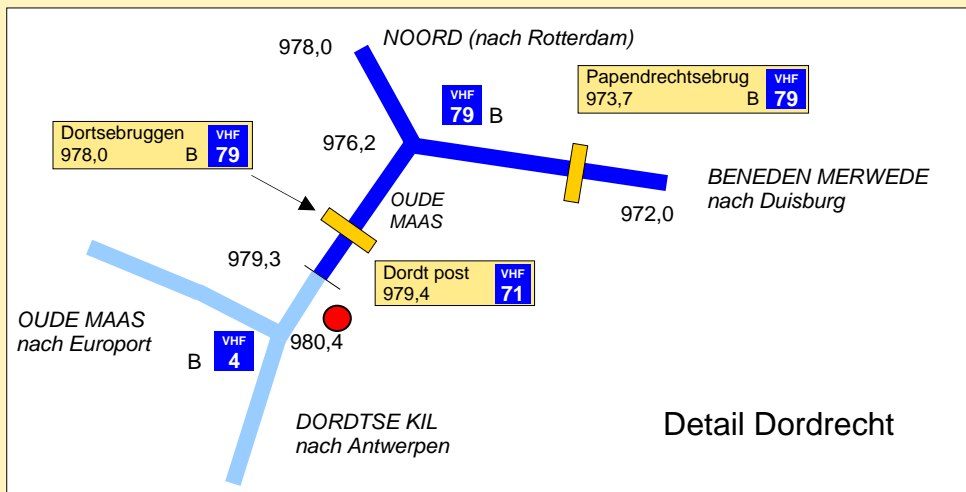 NOORD (nach Rotterdam)
978,0
Papendrechtsebrug
973,7 B VHF 79
VHF 79 B
Dortsebruggen
978,0 B VHF 79
976,2
BENEDEN MERWEDE
nach Duisburg
972,0
OUDE
MAAS
979,3
Dordt post
979,4 VHF 71
OUDE MAAS
nach Europort
B VHF 4
980,4
DORDTSE KIL
nach Antwerpen
Detail Dordrecht